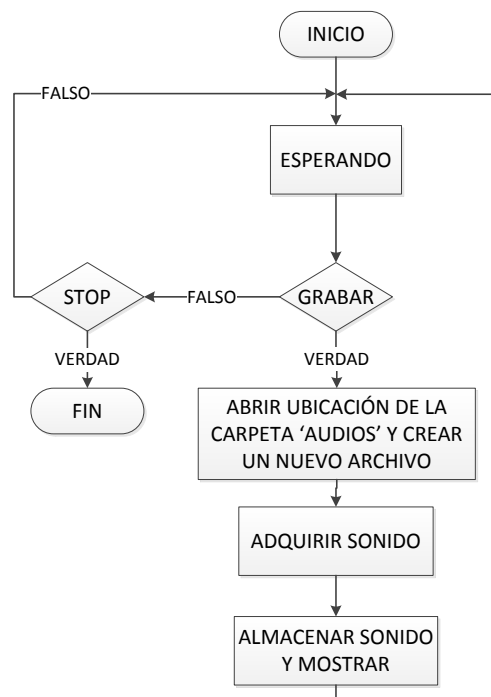 INICIO
FALSO
ESPERANDO
STOP
FALSO
GRABAR
VERDAD
VERDAD
FIN
ABRIR UBICACIÓN DE LA
CARPETA ‘AUDIOS’ Y CREAR
UN NUEVO ARCHIVO
ADQUIRIR SONIDO
ALMACENAR SONIDO
Y MOSTRAR